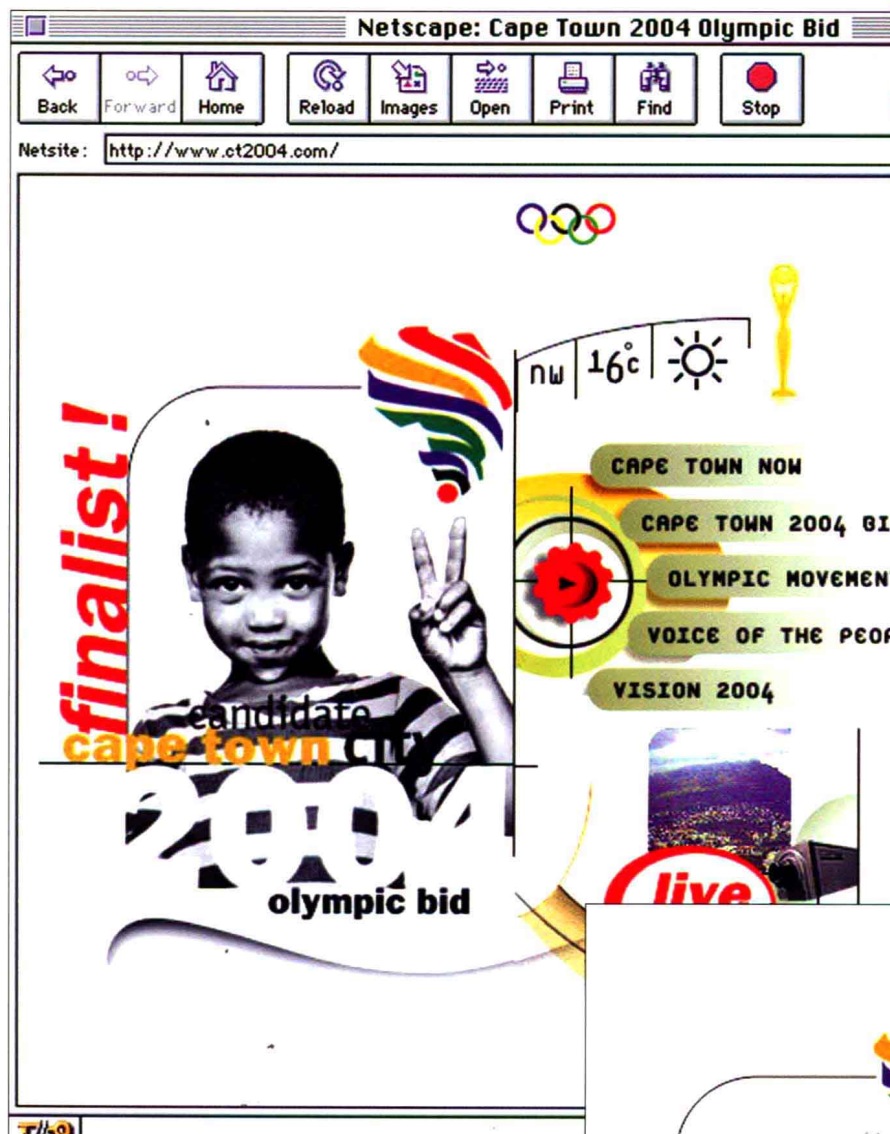 Netscape: Cape Town 2004 Olympic Bid
Back Forward Home Reload Images Open Print Find Stop
Netsite: http://www.ct2004.com/
nw 16°c
finalist!
CAPE TOWN NOW
CAPE TOWN 2004 BI
OLYMPIC MOVEMEN
VOICE OF THE PEOP
VISION 2004
candidate
cape town CITY
2004
olympic bid
live